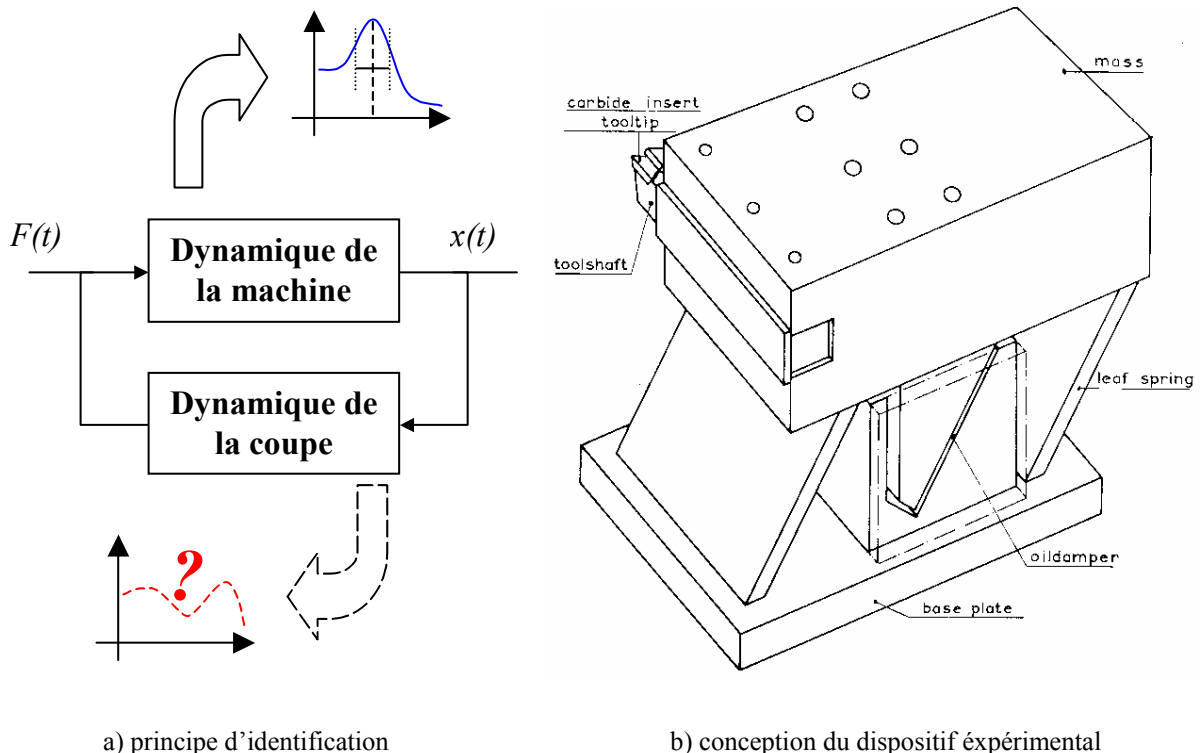 F(t)
Dynamique de
la machine
x(t)
Dynamique de
la coupe
?
a) principe d’identification
mass
carbide insert
tooltip
toolshaft
leaf spring
oildamper
base plate
b) conception du dispositif éxpérimental